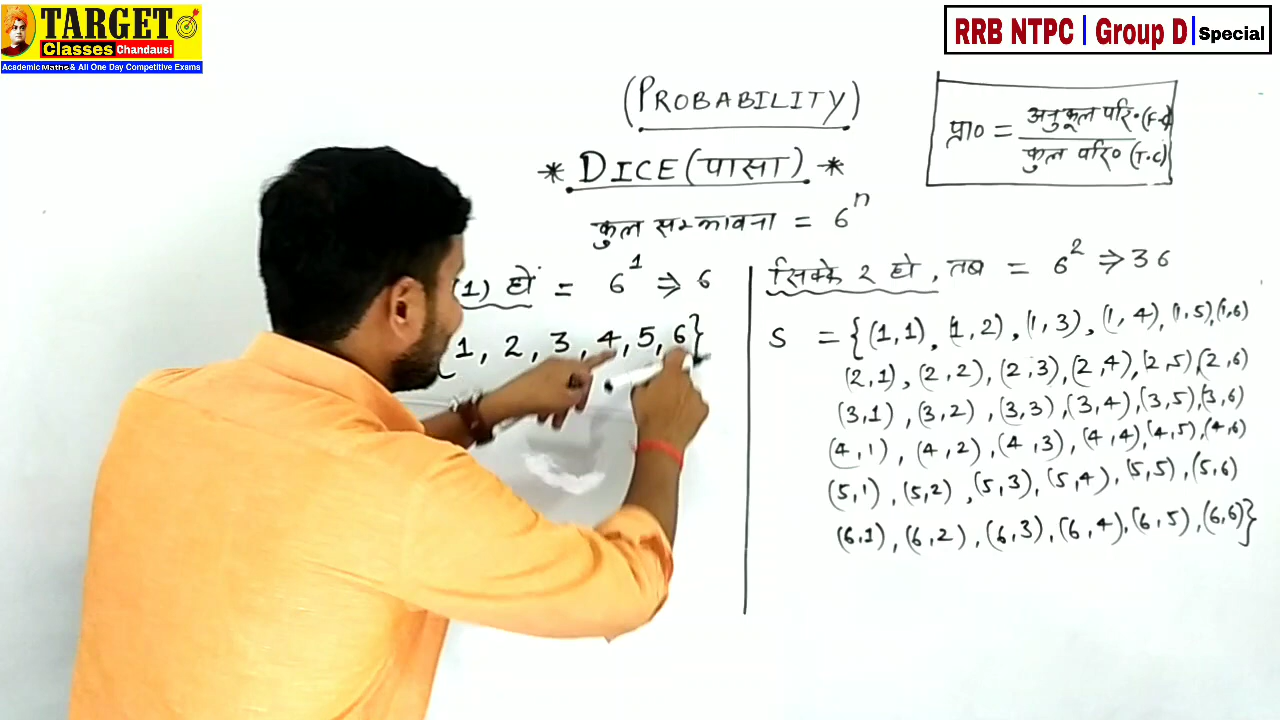 TARGET
Classes Chandausi
Academic Maths & All One Day Competitive Exams
RRB NTPC | Group D | Special
(PROBABILITY)
* DICE (पासा) *
कुल सम्भावना = 6^n
प्रा० = अनुकूल परि० (F.C) / कुल परि० (T.C)
(1) हों = 6^1 ⇒ 6
{1, 2, 3, 4, 5, 6}
सिक्के 2 हो, तब = 6^2 ⇒ 36
S = {(1,1), (1,2), (1,3), (1,4), (1,5), (1,6)
(2,1), (2,2), (2,3), (2,4), (2,5), (2,6)
(3,1), (3,2), (3,3), (3,4), (3,5), (3,6)
(4,1), (4,2), (4,3), (4,4), (4,5), (4,6)
(5,1), (5,2), (5,3), (5,4), (5,5), (5,6)
(6,1), (6,2), (6,3), (6,4), (6,5), (6,6)}